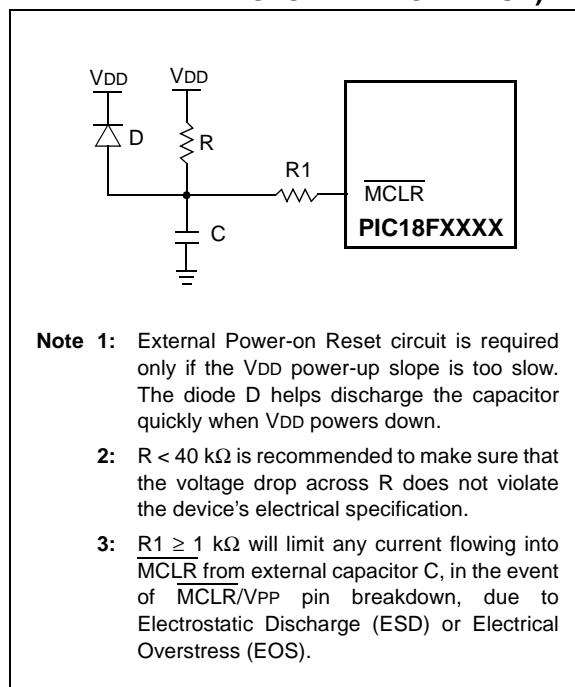 VDD VDD
D
R
R1
MCLR
PIC18FXXXX
C
Note 1: External Power-on Reset circuit is required
only if the VDD power-up slope is too slow.
The diode D helps discharge the capacitor
quickly when VDD powers down.
2: R < 40 kΩ is recommended to make sure that
the voltage drop across R does not violate
the device's electrical specification.
3: R1 ≥ 1 kΩ will limit any current flowing into
MCLR from external capacitor C, in the event
of MCLR/VPP pin breakdown, due to
Electrostatic Discharge (ESD) or Electrical
Overstress (EOS).